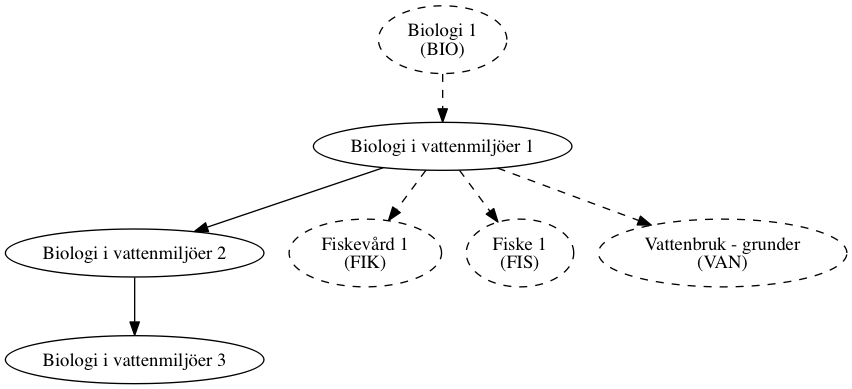 Biologi 1
(BIO)
Biologi i vattenmiljöer 1
Biologi i vattenmiljöer 2
Fiskevård 1
(FIK)
Fiske 1
(FIS)
Vattenbruk - grunder
(VAN)
Biologi i vattenmiljöer 3